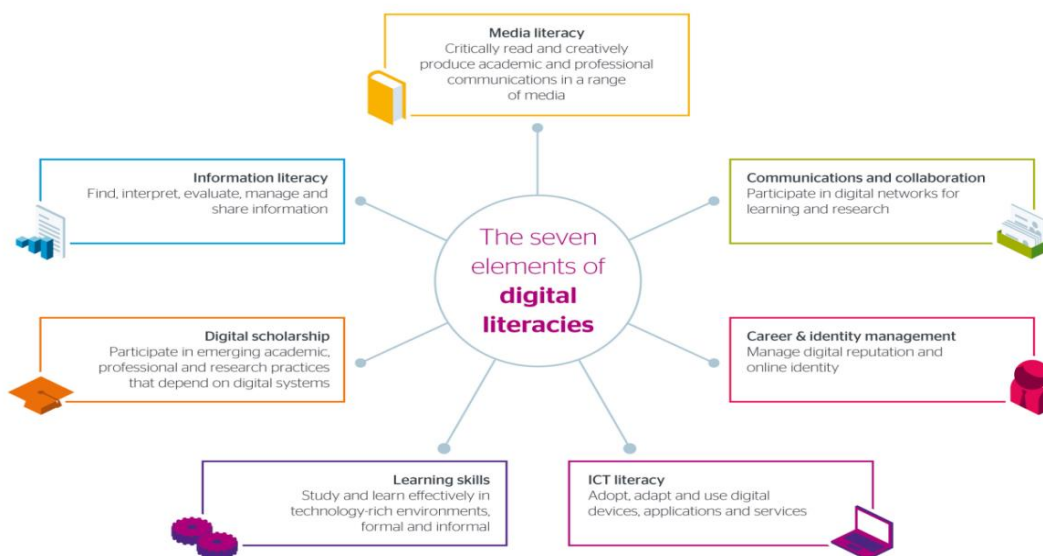 Media literacy
Critically read and creatively
produce academic and professional
communications in a range
of media
Information literacy
Find, interpret, evaluate, manage and
share information
Communications and collaboration
Participate in digital networks for
learning and research
The seven
elements of
digital
literacies
Digital scholarship
Participate in emerging academic,
professional and research practices
that depend on digital systems
Career & identity management
Manage digital reputation and
online identity
Learning skills
Study and learn effectively in
technology-rich environments,
formal and informal
ICT literacy
Adopt, adapt and use digital
devices, applications and services